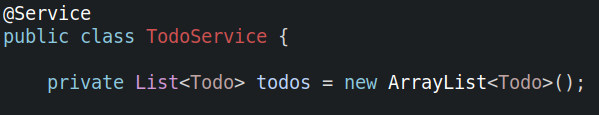 @Service
public class TodoService {
private List<Todo> todos = new ArrayList<Todo>();